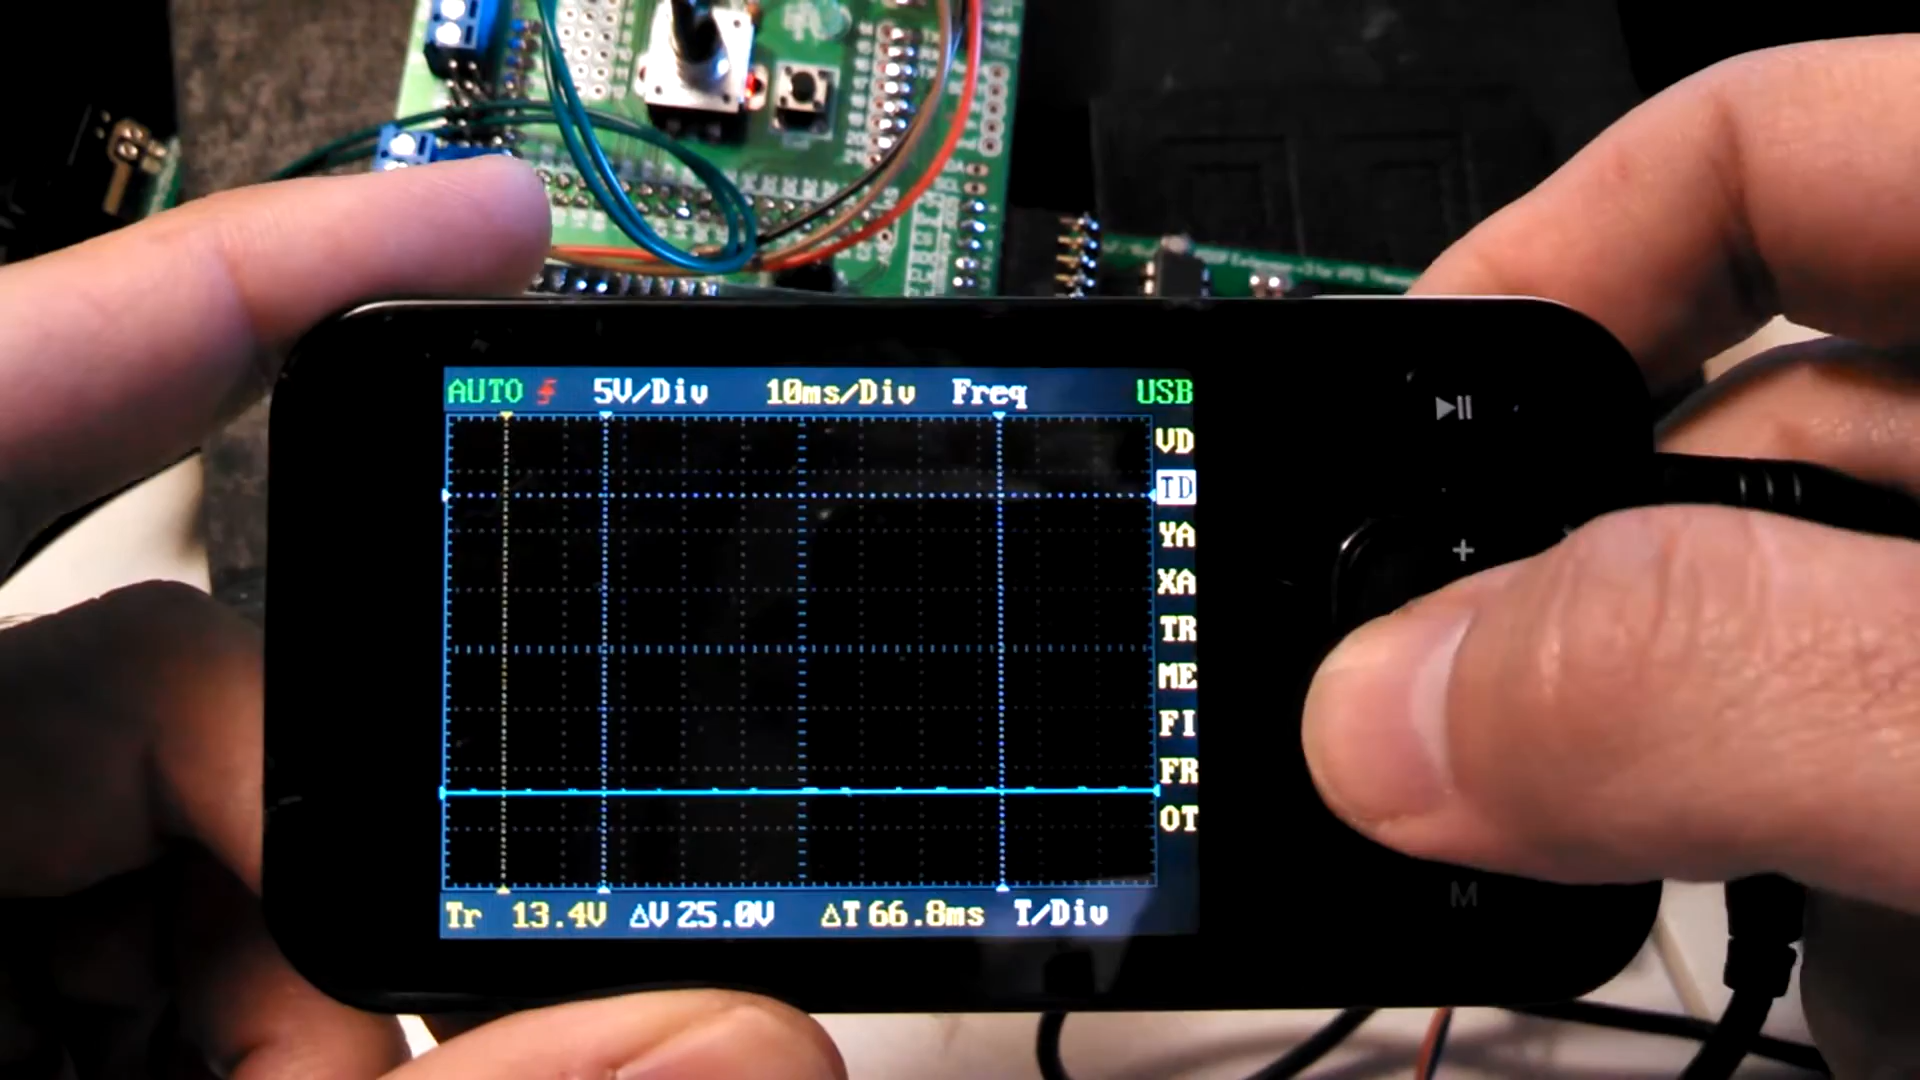 AUTO 5V/Div 10ms/Div Freq USB
VD
TD
YA
XA
TR
ME
FI
FR
OT
Tr 13.4V ΔV 25.0V ΔT 66.8ms T/Div
+
M